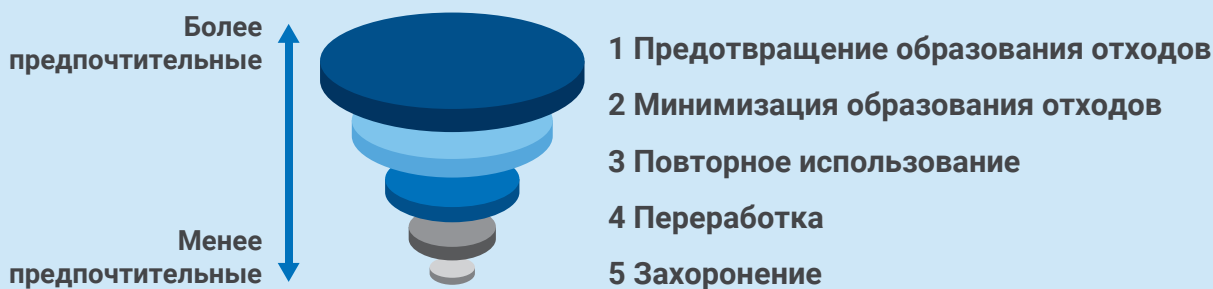 Более
предпочтительные
1 Предотвращение образования отходов
2 Минимизация образования отходов
3 Повторное использование
4 Переработка
Менее
предпочтительные
5 Захоронение